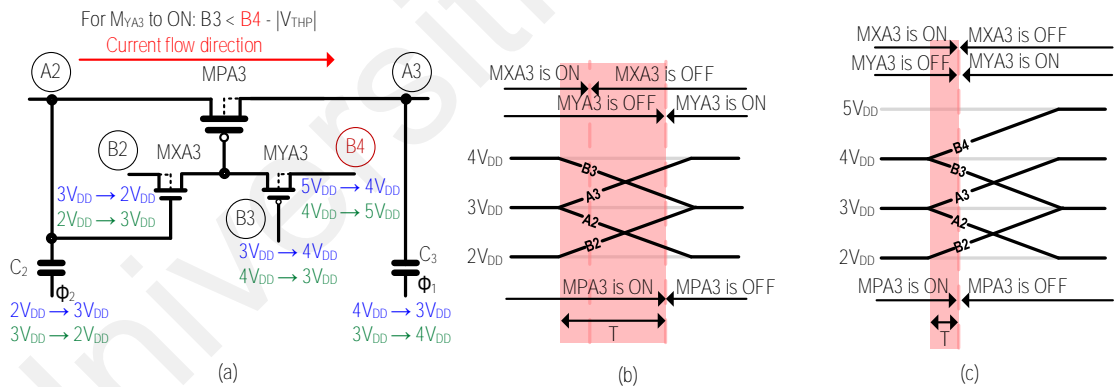 For MYA3 to ON: B3 < B4 - |VTHP|
Current flow direction
A2
MPA3
A3
B2
MXA3
MYA3
B4
3VDD → 2VDD
2VDD → 3VDD
5VDD → 4VDD
4VDD → 5VDD
B3
3VDD → 4VDD
4VDD → 3VDD
C2
Φ2
2VDD → 3VDD
3VDD → 2VDD
C3
Φ1
4VDD → 3VDD
3VDD → 4VDD
(a)
MXA3 is ON
MXA3 is OFF
MYA3 is OFF
MYA3 is ON
4VDD
3VDD
2VDD
B3
A3
A2
B2
MPA3 is ON
MPA3 is OFF
T
(b)
MXA3 is ON
MXA3 is OFF
MYA3 is OFF
MYA3 is ON
5VDD
4VDD
3VDD
2VDD
B4
B3
A3
A2
B2
MPA3 is ON
MPA3 is OFF
T
(c)
Universit